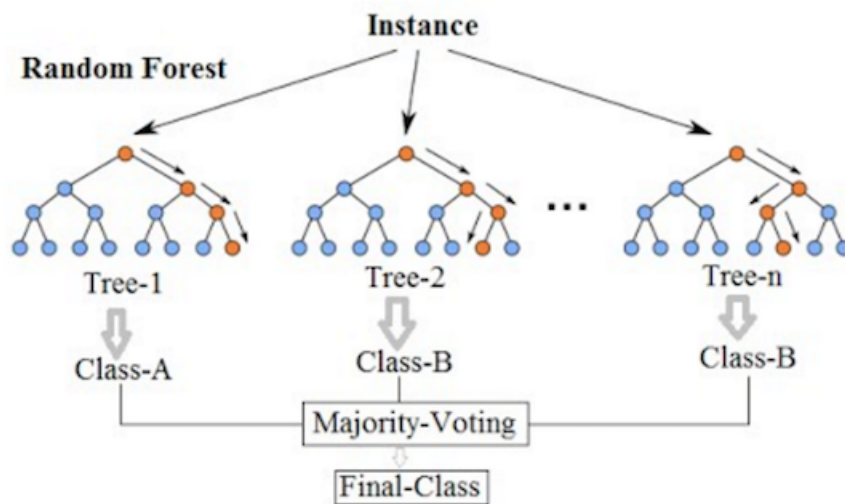 Instance
Random Forest
...
Tree-1
Tree-2
Tree-n
Class-A
Class-B
Class-B
Majority-Voting
Final-Class